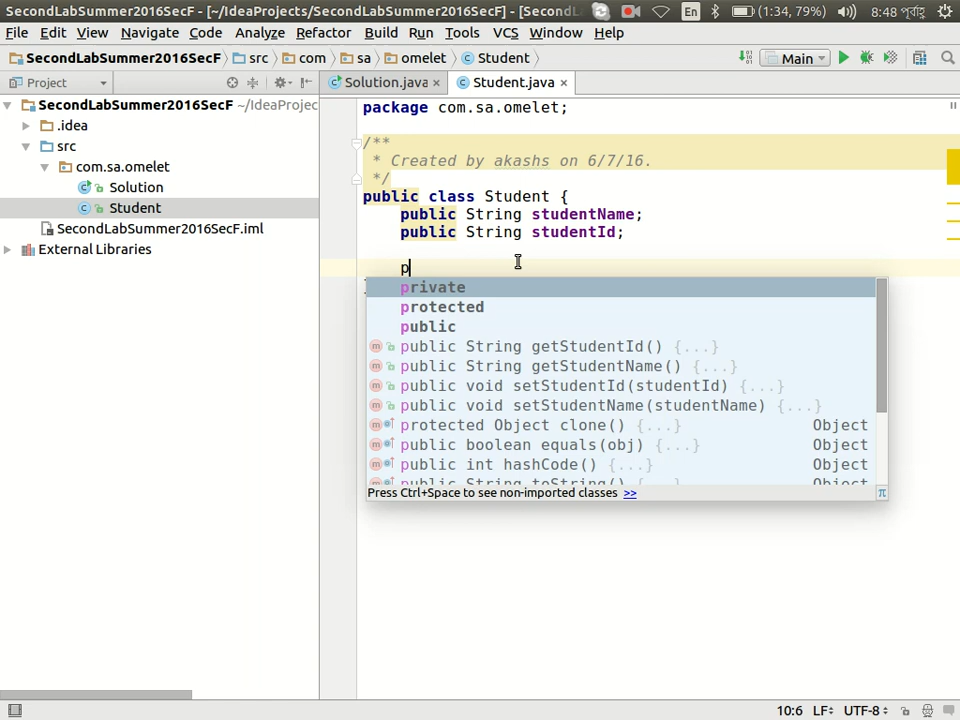 SecondLabSummer2016SecF - [~/IdeaProjects/SecondLabSummer2016SecF] - [Second
En (1:34, 79%) 8:48 পূর্বাহ্ণ
File Edit View Navigate Code Analyze Refactor Build Run Tools VCS Window Help
SecondLabSummer2016SecF src com sa omelet Student Main
Project Solution.java × Student.java ×
SecondLabSummer2016SecF ~/IdeaProjec
.idea
src
com.sa.omelet
Solution
Student
SecondLabSummer2016SecF.iml
External Libraries
package com.sa.omelet;
/**
* Created by akashs on 6/7/16.
*/
public class Student {
public String studentName;
public String studentId;
p
private
protected
public
m public String getStudentId() {...}
m public String getStudentName() {...}
m public void setStudentId(studentId) {...}
m public void setStudentName(studentName) {...}
m protected Object clone() {...} Object
m public boolean equals(obj) {...} Object
m public int hashCode() {...} Object
public String toString() {...} Object
Press Ctrl+Space to see non-imported classes >> π
10:6 LF UTF-8